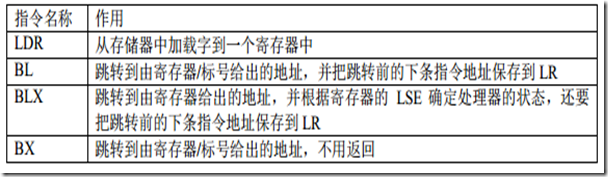 指令名称 作用
LDR 从存储器中加载字到一个寄存器中
BL 跳转到由寄存器/标号给出的地址，并把跳转前的下条指令地址保存到 LR
BLX 跳转到由寄存器给出的地址，并根据寄存器的 LSE 确定处理器的状态，还要
把跳转前的下条指令地址保存到 LR
BX 跳转到由寄存器/标号给出的地址，不用返回